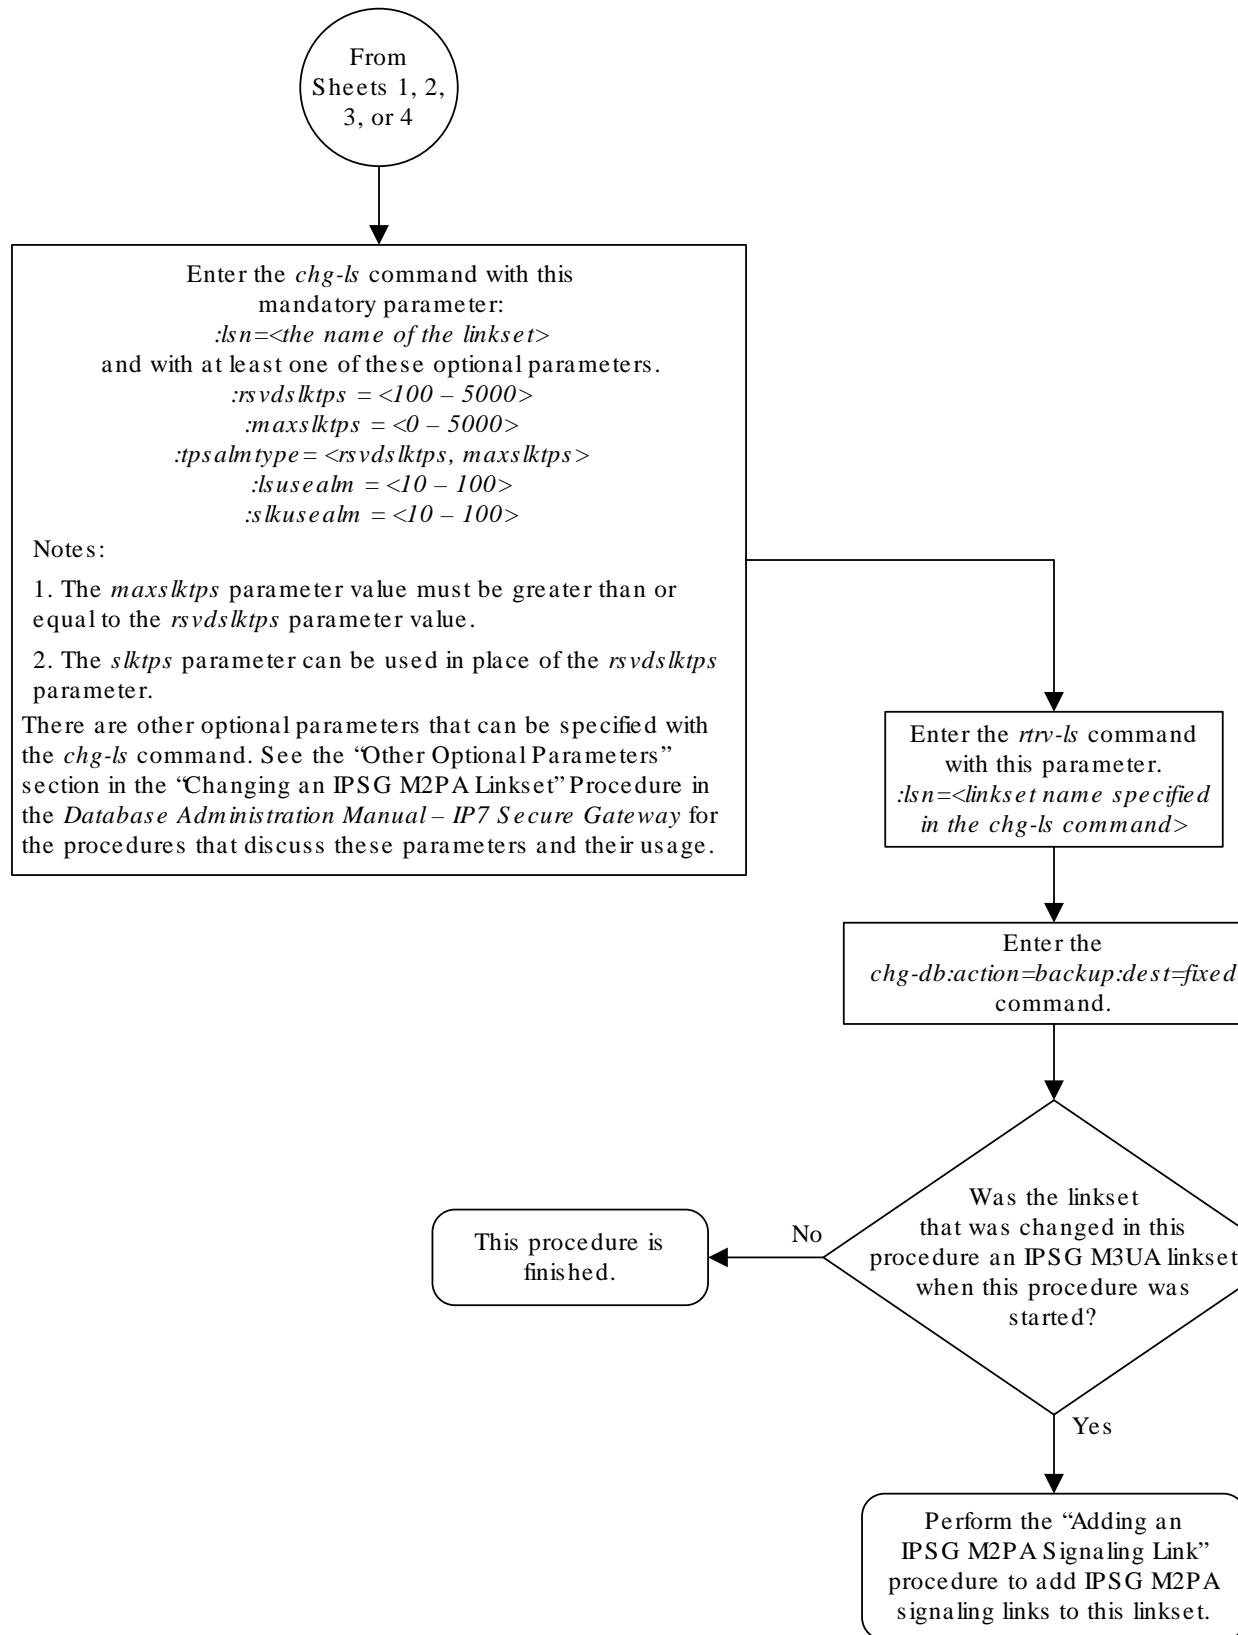 From
Sheets 1, 2,
3, or 4
Enter the chg-ls command with this
mandatory parameter:
:lsn=<the name of the linkset>
and with at least one of these optional parameters.
:rsvdslktps = <100 – 5000>
:maxslktps = <0 – 5000>
:tpsalmtype= <rsvdslktps, maxslktps>
:lsusealm = <10 – 100>
:slkusealm = <10 – 100>
Notes:
1. The maxslktps parameter value must be greater than or
equal to the rsvdslktps parameter value.
2. The slktps parameter can be used in place of the rsvdslktps
parameter.
There are other optional parameters that can be specified with
the chg-ls command. See the “Other Optional Parameters”
section in the “Changing an IPSG M2PA Linkset” Procedure in
the Database Administration Manual – IP7 Secure Gateway for
the procedures that discuss these parameters and their usage.
Enter the rtrv-ls command
with this parameter.
:lsn=<linkset name specified
in the chg-ls command>
Enter the
chg-db:action=backup:dest=fixed
command.
Was the linkset
that was changed in this
procedure an IPSG M3UA linkset
when this procedure was
started?
No
This procedure is
finished.
Yes
Perform the “Adding an
IPSG M2PA Signaling Link”
procedure to add IPSG M2PA
signaling links to this linkset.